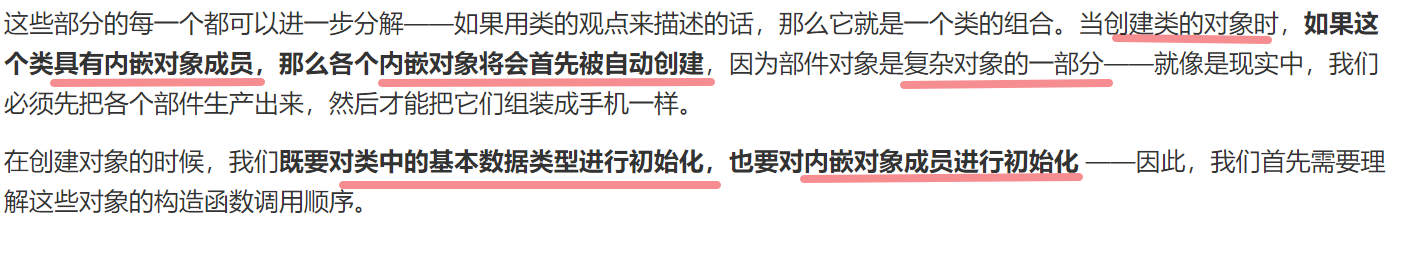 这些部分的每一个都可以进一步分解——如果用类的观点来描述的话，那么它就是一个类的组合。当创建类的对象时，如果这
个类具有内嵌对象成员，那么各个内嵌对象将会首先被自动创建，因为部件对象是复杂对象的一部分——就像是现实中，我们
必须先把各个部件生产出来，然后才能把它们组装成手机一样。
在创建对象的时候，我们既要对类中的基本数据类型进行初始化，也要对内嵌对象成员进行初始化 ——因此，我们首先需要理
解这些对象的构造函数调用顺序。